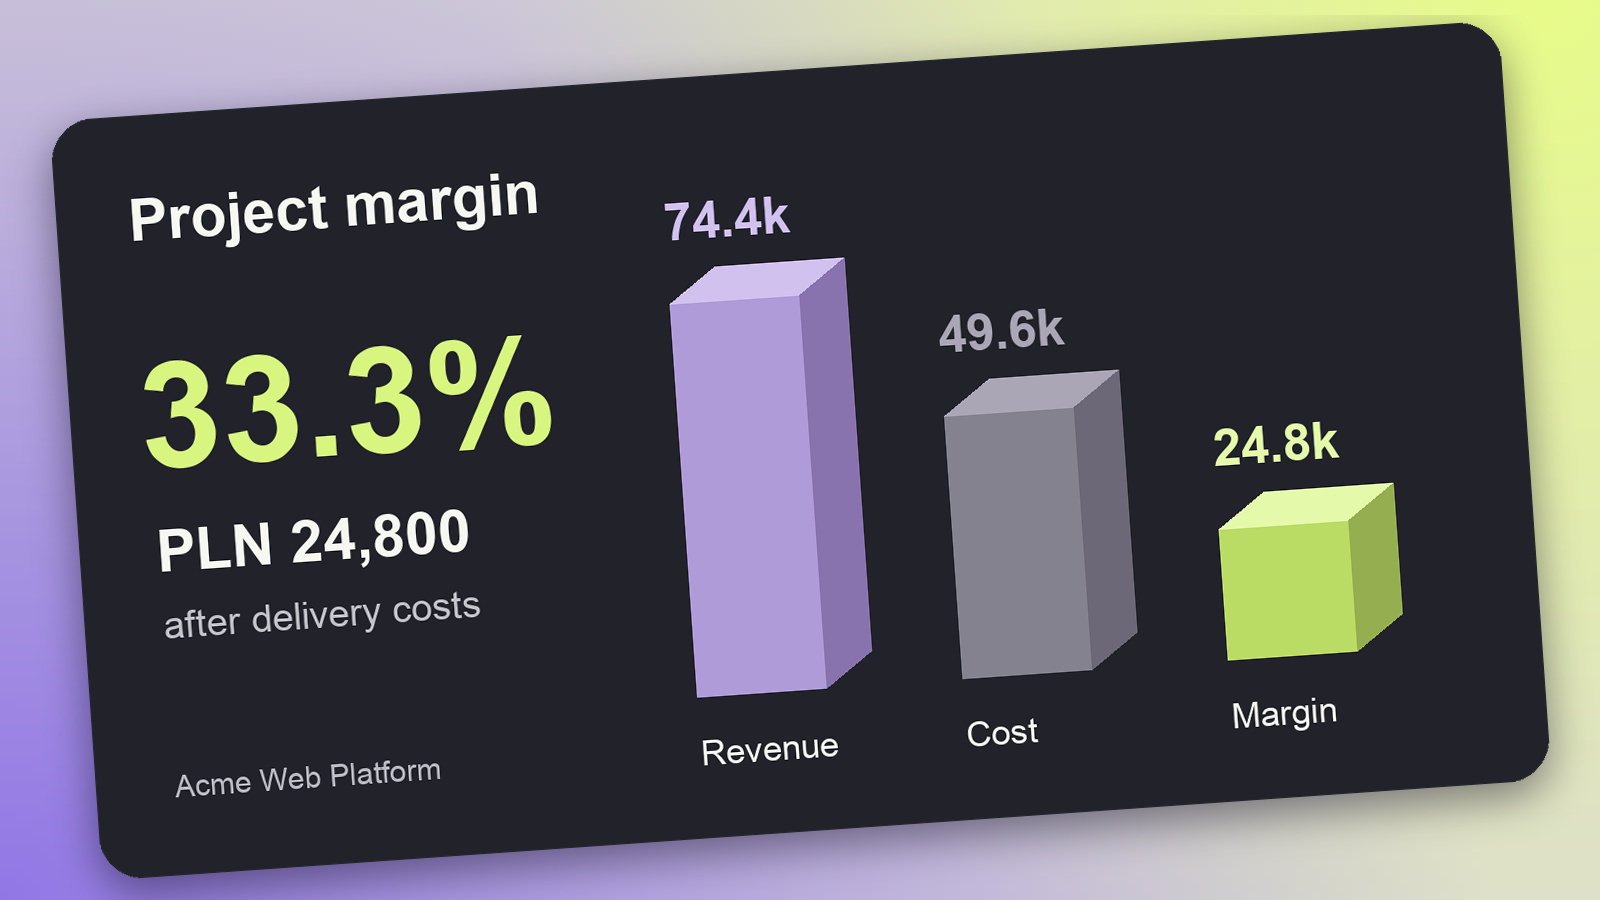 Project margin
33.3%
PLN 24,800
after delivery costs
Acme Web Platform
74.4k
Revenue
49.6k
Cost
24.8k
Margin